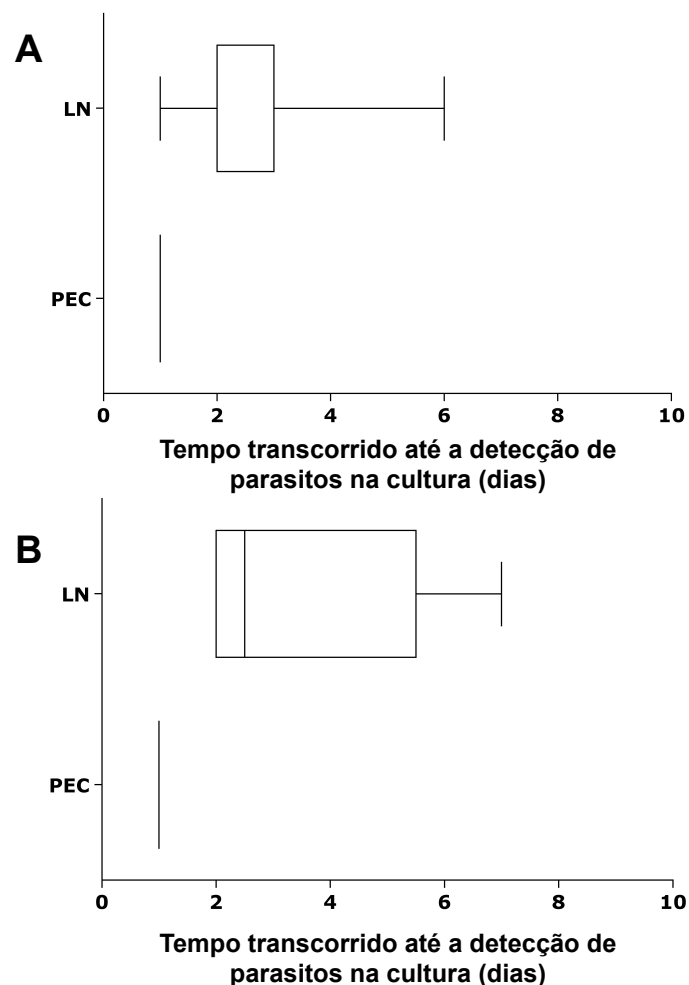 A
LN
PEC
0 2 4 6 8 10
Tempo transcorrido até a detecção de
parasitos na cultura (dias)
B
LN
PEC
0 2 4 6 8 10
Tempo transcorrido até a detecção de
parasitos na cultura (dias)